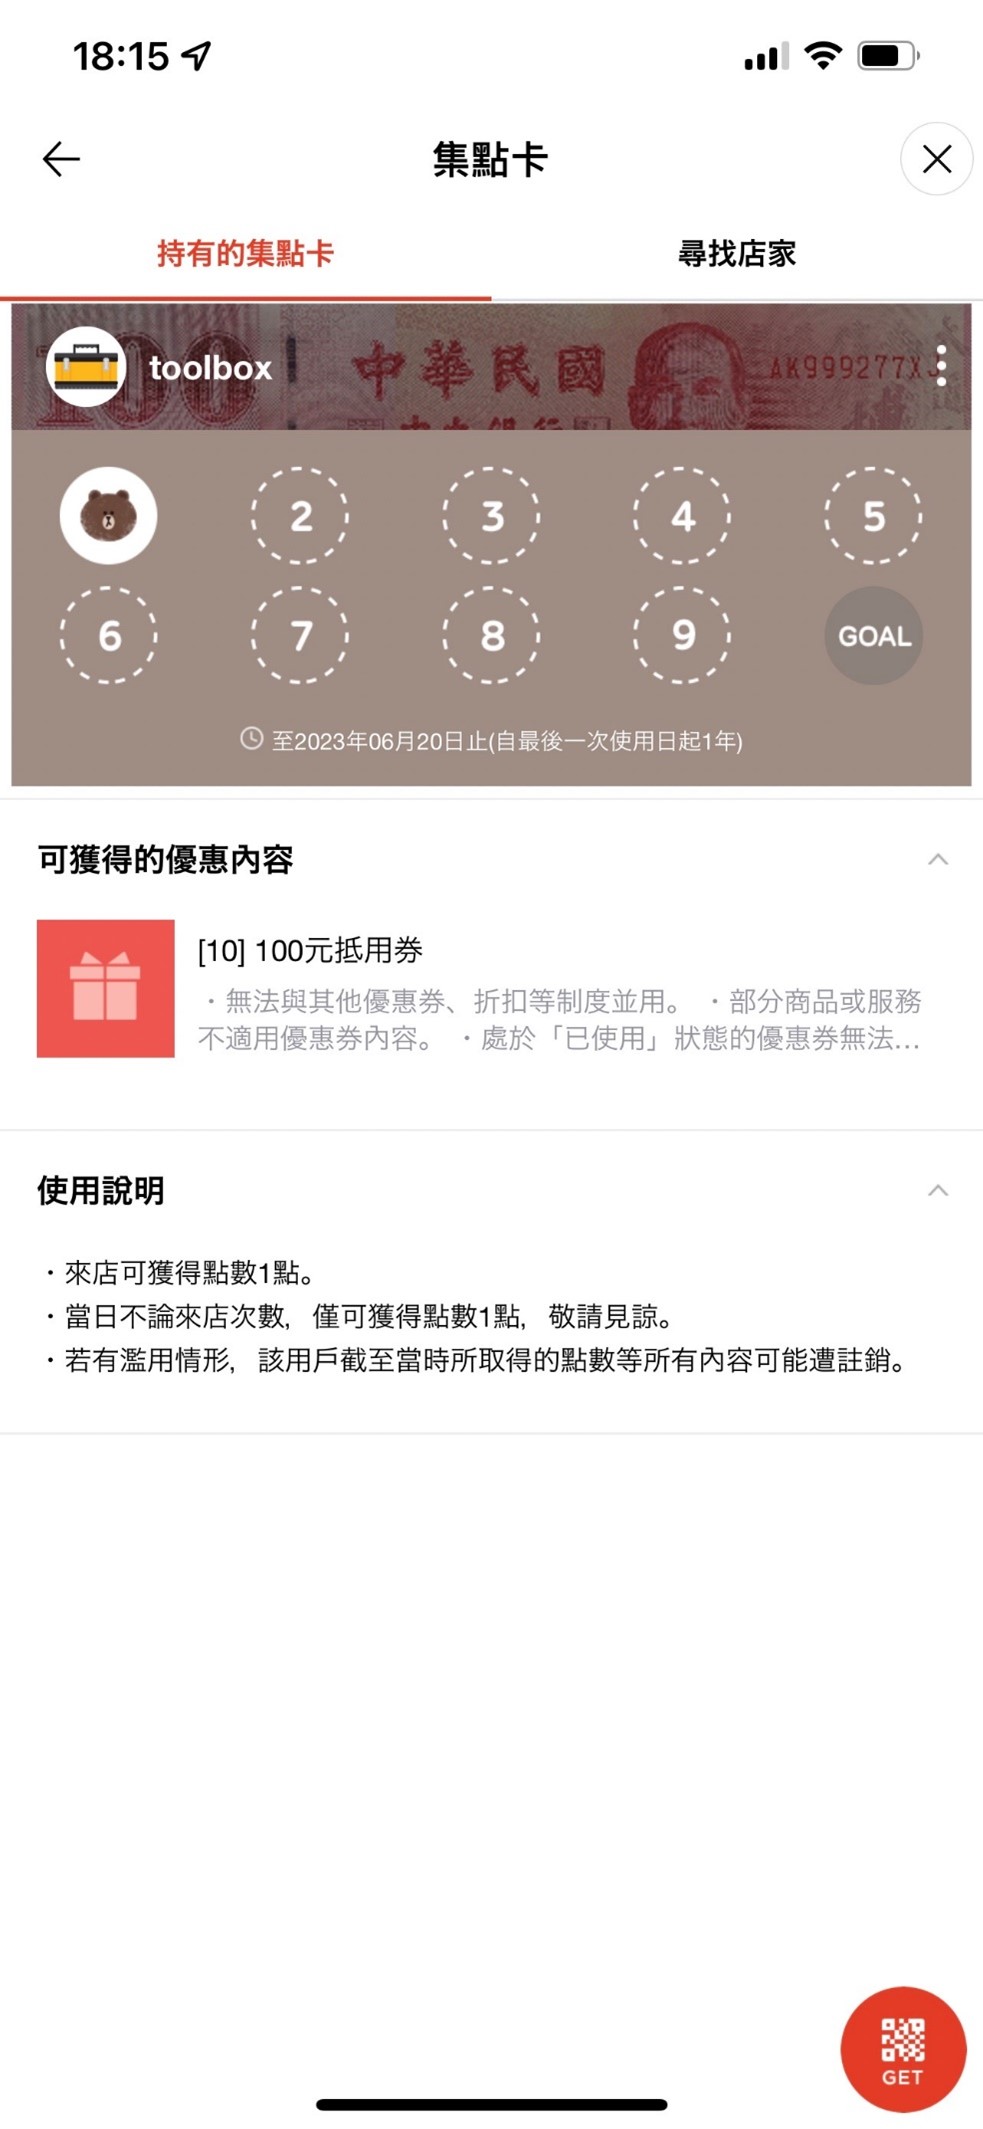 18:15
集點卡
持有的集點卡
尋找店家
100
toolbox
中華民國
AK999277XJ
2
3
4
5
6
7
8
9
GOAL
至2023年06月20日止(自最後一次使用日起1年)
可獲得的優惠內容
[10] 100元抵用券
・無法與其他優惠券、折扣等制度並用。 ・部分商品或服務
不適用優惠券內容。 ・處於「已使用」狀態的優惠券無法...
使用說明
・來店可獲得點數1點。
・當日不論來店次數, 僅可獲得點數1點, 敬請見諒。
・若有濫用情形, 該用戶截至當時所取得的點數等所有內容可能遭註銷。
GET